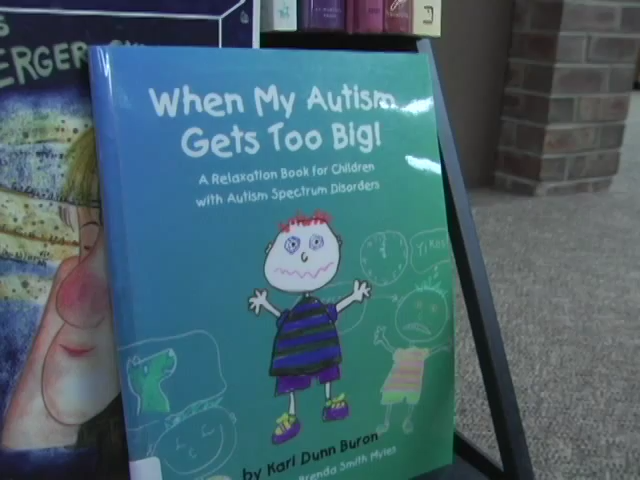 ERGER
When My Autism
Gets Too Big!
A Relaxation Book for Children
with Autism Spectrum Disorders
YIKES
by Kari Dunn Buron
Brenda Smith Myles